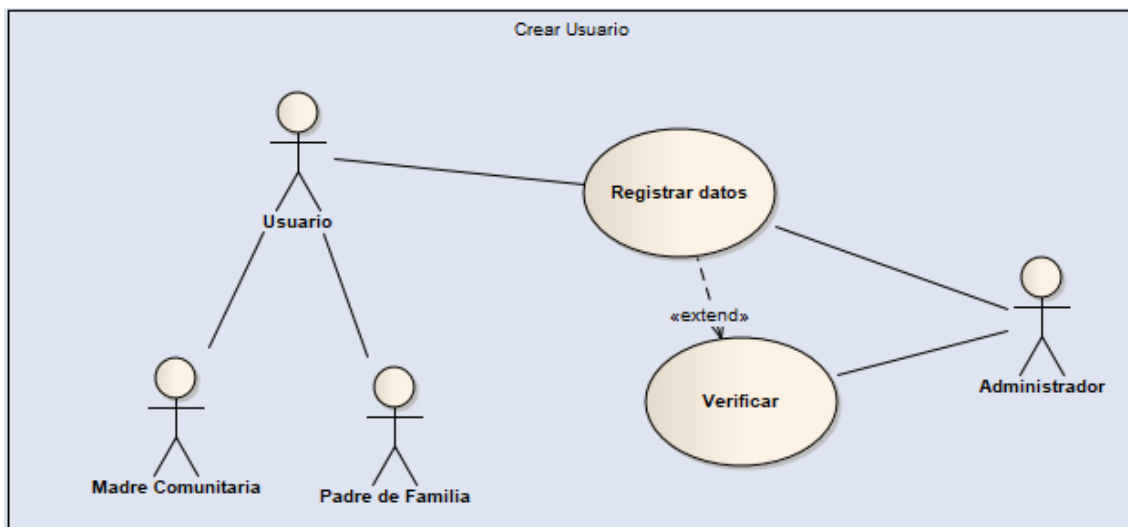 Crear Usuario
Usuario
Registrar datos
«extend»
Verificar
Administrador
Madre Comunitaria
Padre de Familia